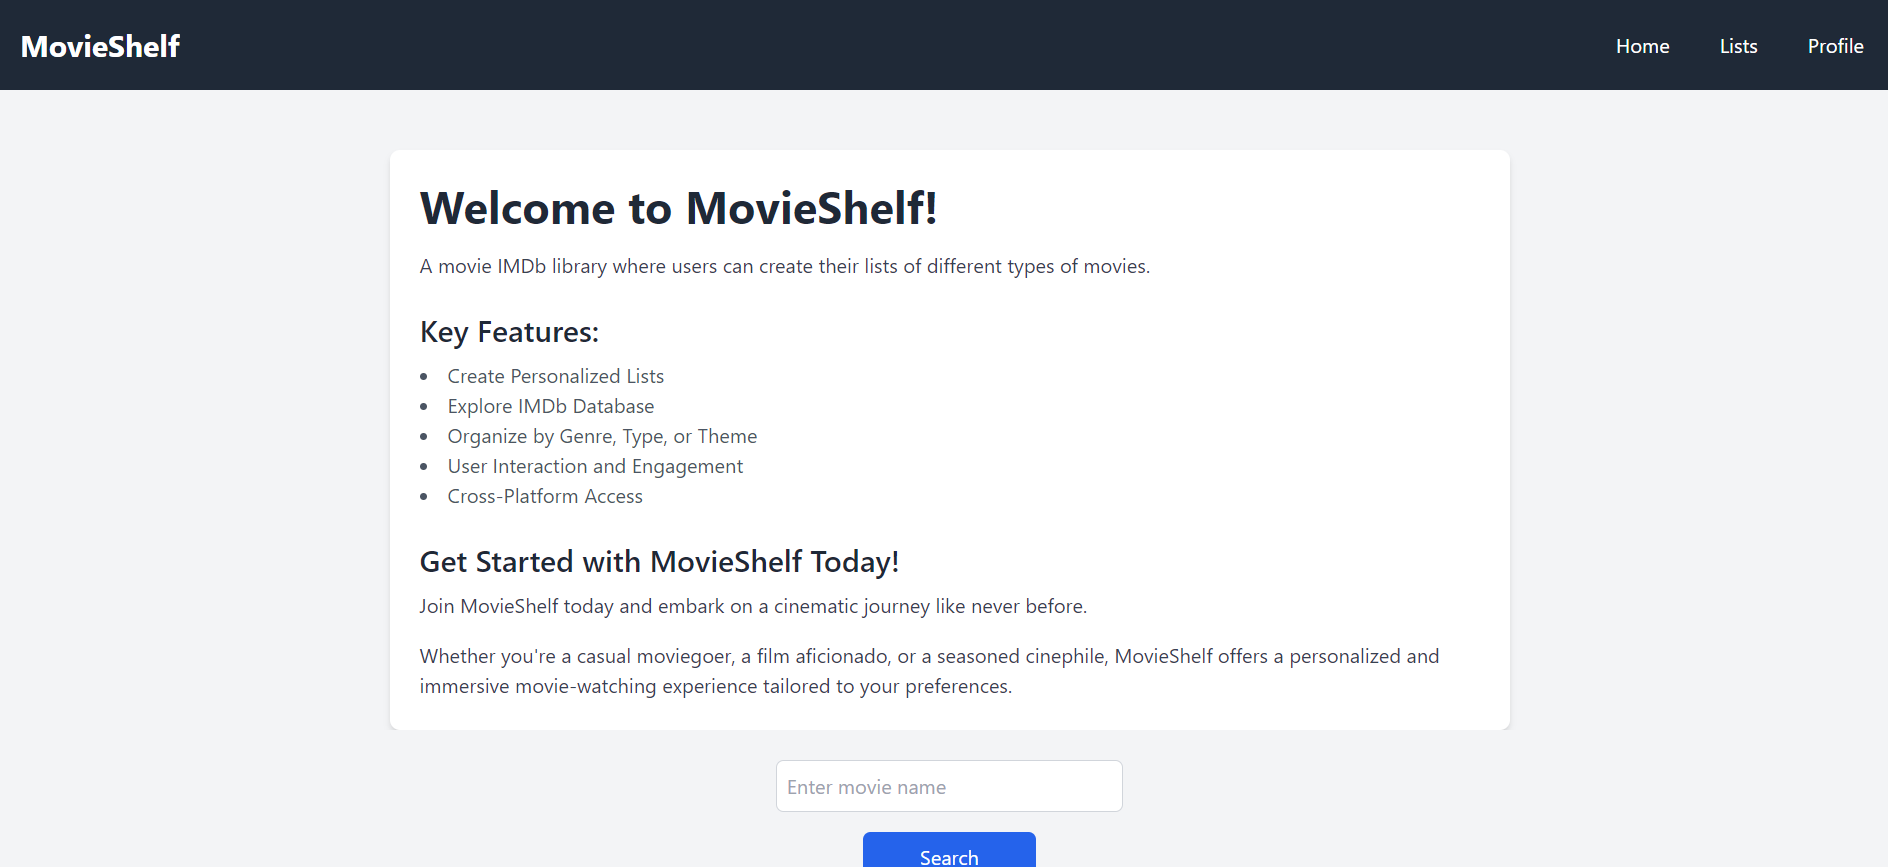 MovieShelf
Home Lists Profile
Welcome to MovieShelf!
A movie IMDb library where users can create their lists of different types of movies.
Key Features:
• Create Personalized Lists
• Explore IMDb Database
• Organize by Genre, Type, or Theme
• User Interaction and Engagement
• Cross-Platform Access
Get Started with MovieShelf Today!
Join MovieShelf today and embark on a cinematic journey like never before.
Whether you're a casual moviegoer, a film aficionado, or a seasoned cinephile, MovieShelf offers a personalized and
immersive movie-watching experience tailored to your preferences.
Enter movie name
Search